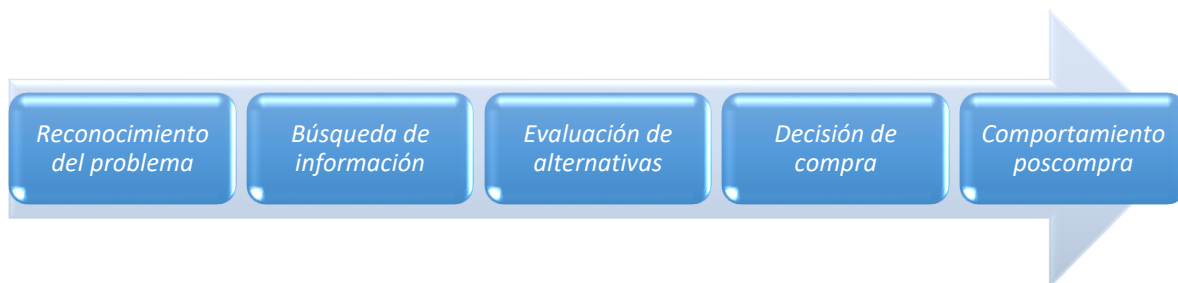 Reconocimiento
del problema
Búsqueda de
información
Evaluación de
alternativas
Decisión de
compra
Comportamiento
poscompra